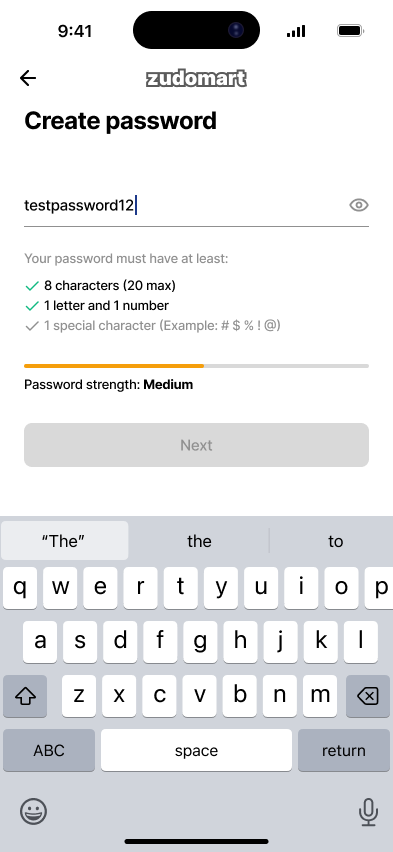 9:41
zudomart
Create password
testpassword12
Your password must have at least:
8 characters (20 max)
1 letter and 1 number
1 special character (Example: # $ % ! @)
Password strength: Medium
Next
“The” the to
q w e r t y u i o p
a s d f g h j k l
z x c v b n m
ABC space return